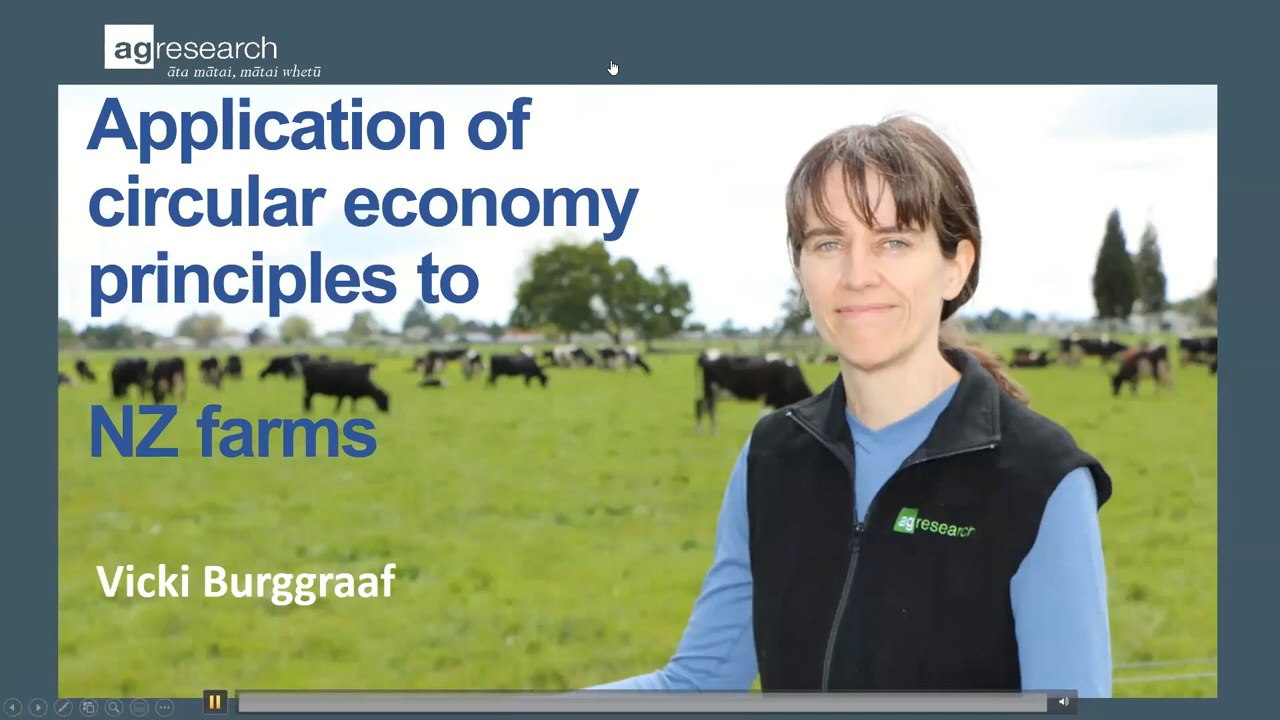 agresearch
āta mātai, mātai whetū
Application of
circular economy
principles to
NZ farms
agresearch
Vicki Burggraaf